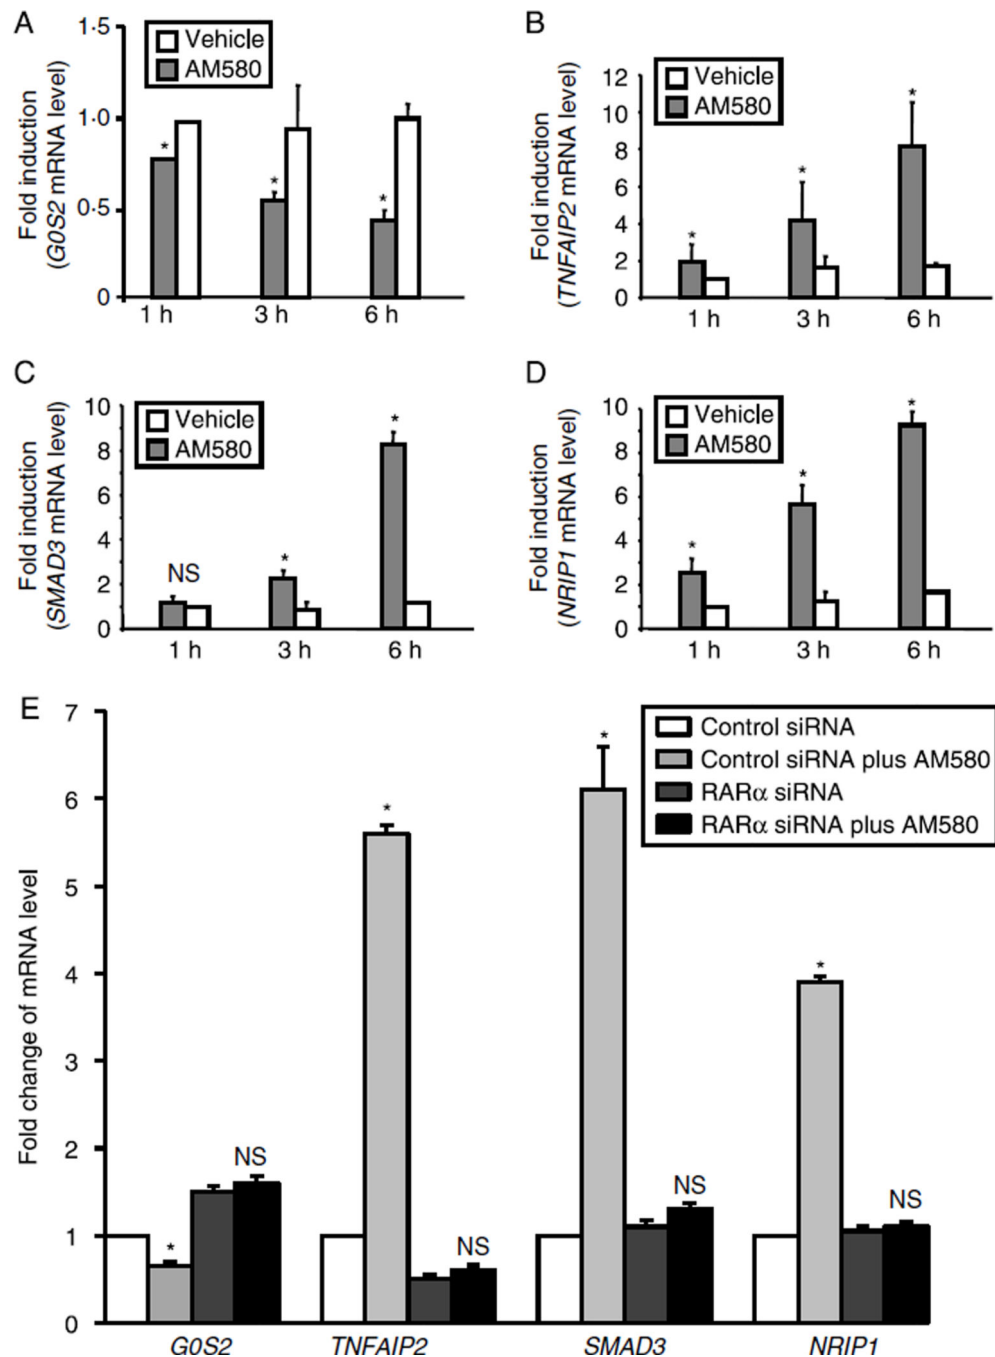 A
Fold induction
(G0S2 mRNA level)
1·5
1·0
0·5
0
Vehicle
AM580
*
*
*
1 h
3 h
6 h
B
Fold induction
(TNFAIP2 mRNA level)
12
10
8
6
4
2
0
Vehicle
AM580
*
*
*
1 h
3 h
6 h
C
Fold induction
(SMAD3 mRNA level)
10
8
6
4
2
0
Vehicle
AM580
NS
*
*
1 h
3 h
6 h
D
Fold induction
(NRIP1 mRNA level)
10
8
6
4
2
0
Vehicle
AM580
*
*
*
1 h
3 h
6 h
E
Fold change of mRNA level
7
6
5
4
3
2
1
0
Control siRNA
Control siRNA plus AM580
RARα siRNA
RARα siRNA plus AM580
*
NS
*
NS
*
NS
*
NS
G0S2
TNFAIP2
SMAD3
NRIP1